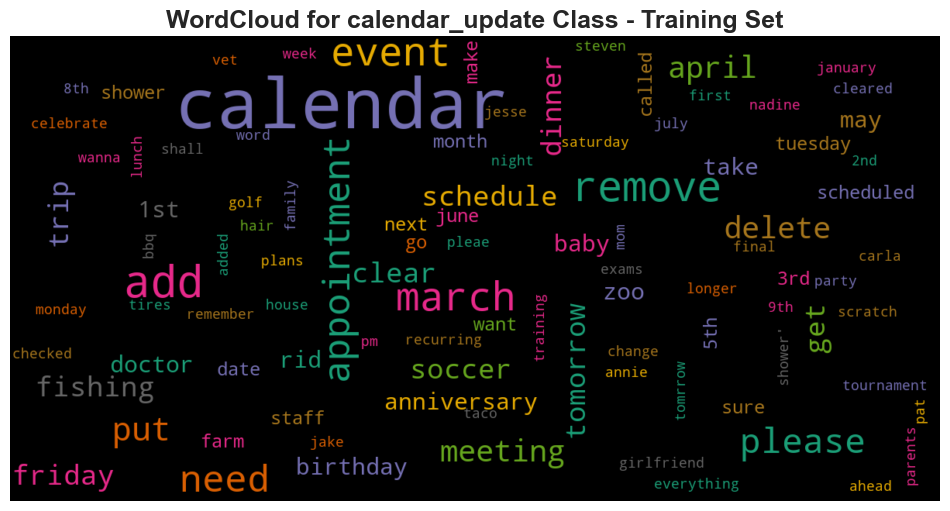 WordCloud for calendar_update Class - Training Set
steven
event
vet
week
make
april
january
called
8th
shower
calendar
dinner
first
cleared
nadine
celebrate
jesse
july
may
word
month
saturday
tuesday
wanna
lunch
shall
night
take
2nd
trip
appointment
schedule
remove
scheduled
1st
golf
family
hair
next
june
delete
bbq
added
go
pleae
baby
mom
final
carla
plans
add
clear
exams
zoo
3rd
party
longer
monday
tires
house
march
9th
scratch
remember
want
training
tomorrow
5th
get
pm
recurring
checked
doctor
date
rid
soccer
change
annie
tomrrow
shower'
tournament
fishing
anniversary
taco
sure
pat
staff
put
farm
jake
meeting
please
parents
friday
need
birthday
girlfriend
everything
ahead